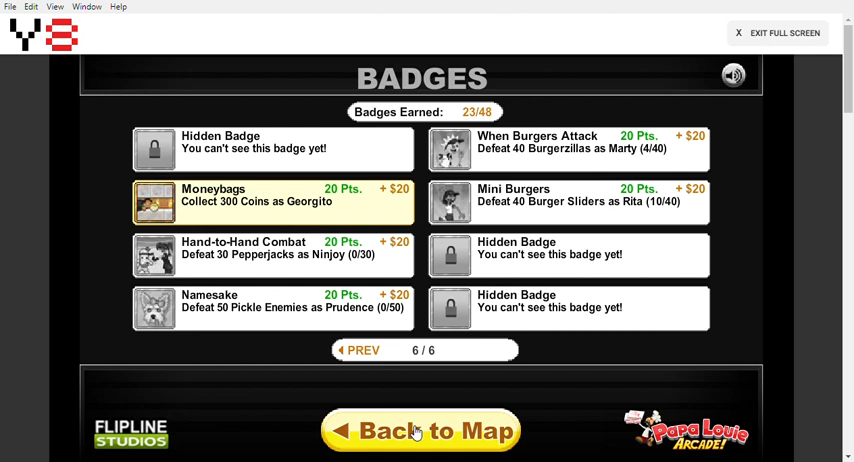 File Edit View Window Help
Y8
X EXIT FULL SCREEN
BADGES
Badges Earned: 23/48
Hidden Badge
You can't see this badge yet!
When Burgers Attack 20 Pts. + $20
Defeat 40 Burgerzillas as Marty (4/40)
Moneybags 20 Pts. + $20
Collect 300 Coins as Georgito
Mini Burgers 20 Pts. + $20
Defeat 40 Burger Sliders as Rita (10/40)
Hand-to-Hand Combat 20 Pts. + $20
Defeat 30 Pepperjacks as Ninjoy (0/30)
Hidden Badge
You can't see this badge yet!
Namesake 20 Pts. + $20
Defeat 50 Pickle Enemies as Prudence (0/50)
Hidden Badge
You can't see this badge yet!
PREV 6 / 6
FLIPLINE
STUDIOS
Back to Map
Papa Louie
ARCADE!